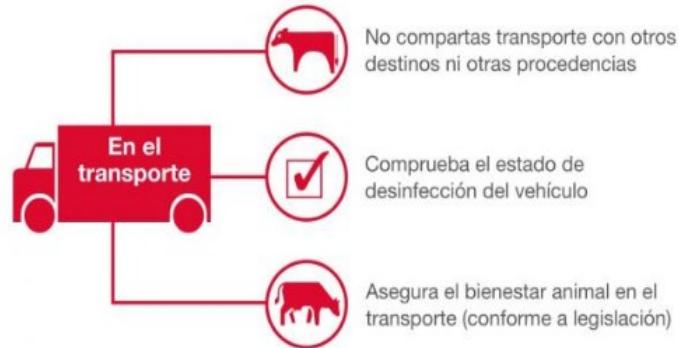 No compartas transporte con otros
destinos ni otras procedencias
En el
transporte
Comprueba el estado de
desinfección del vehículo
Asegura el bienestar animal en el
transporte (conforme a legislación)